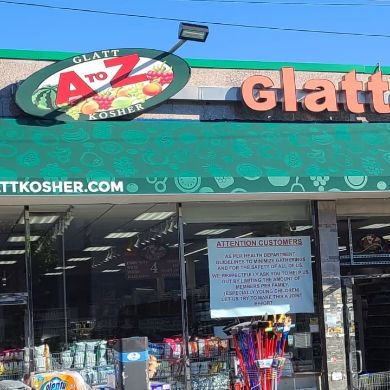 GLATT
A TO Z
KOSHER
Glatt
ATTKOSHER.COM
ATTENTION CUSTOMERS
AS PER HEALTH DEPARTMENT
GUIDELINES TO MINIMIZE GATHERINGS
AND FOR THE SAFETY OF ALL OF US,
WE RESPECTFULLY ASK YOU TO HELP US
OUT BY LIMITING THE AMOUNT OF
MEMBERS PER FAMILY.
(ESPECIALLY YOUNG CHILDREN)
LET US TRY TO MAKE THIS A JOINT
EFFORT
4